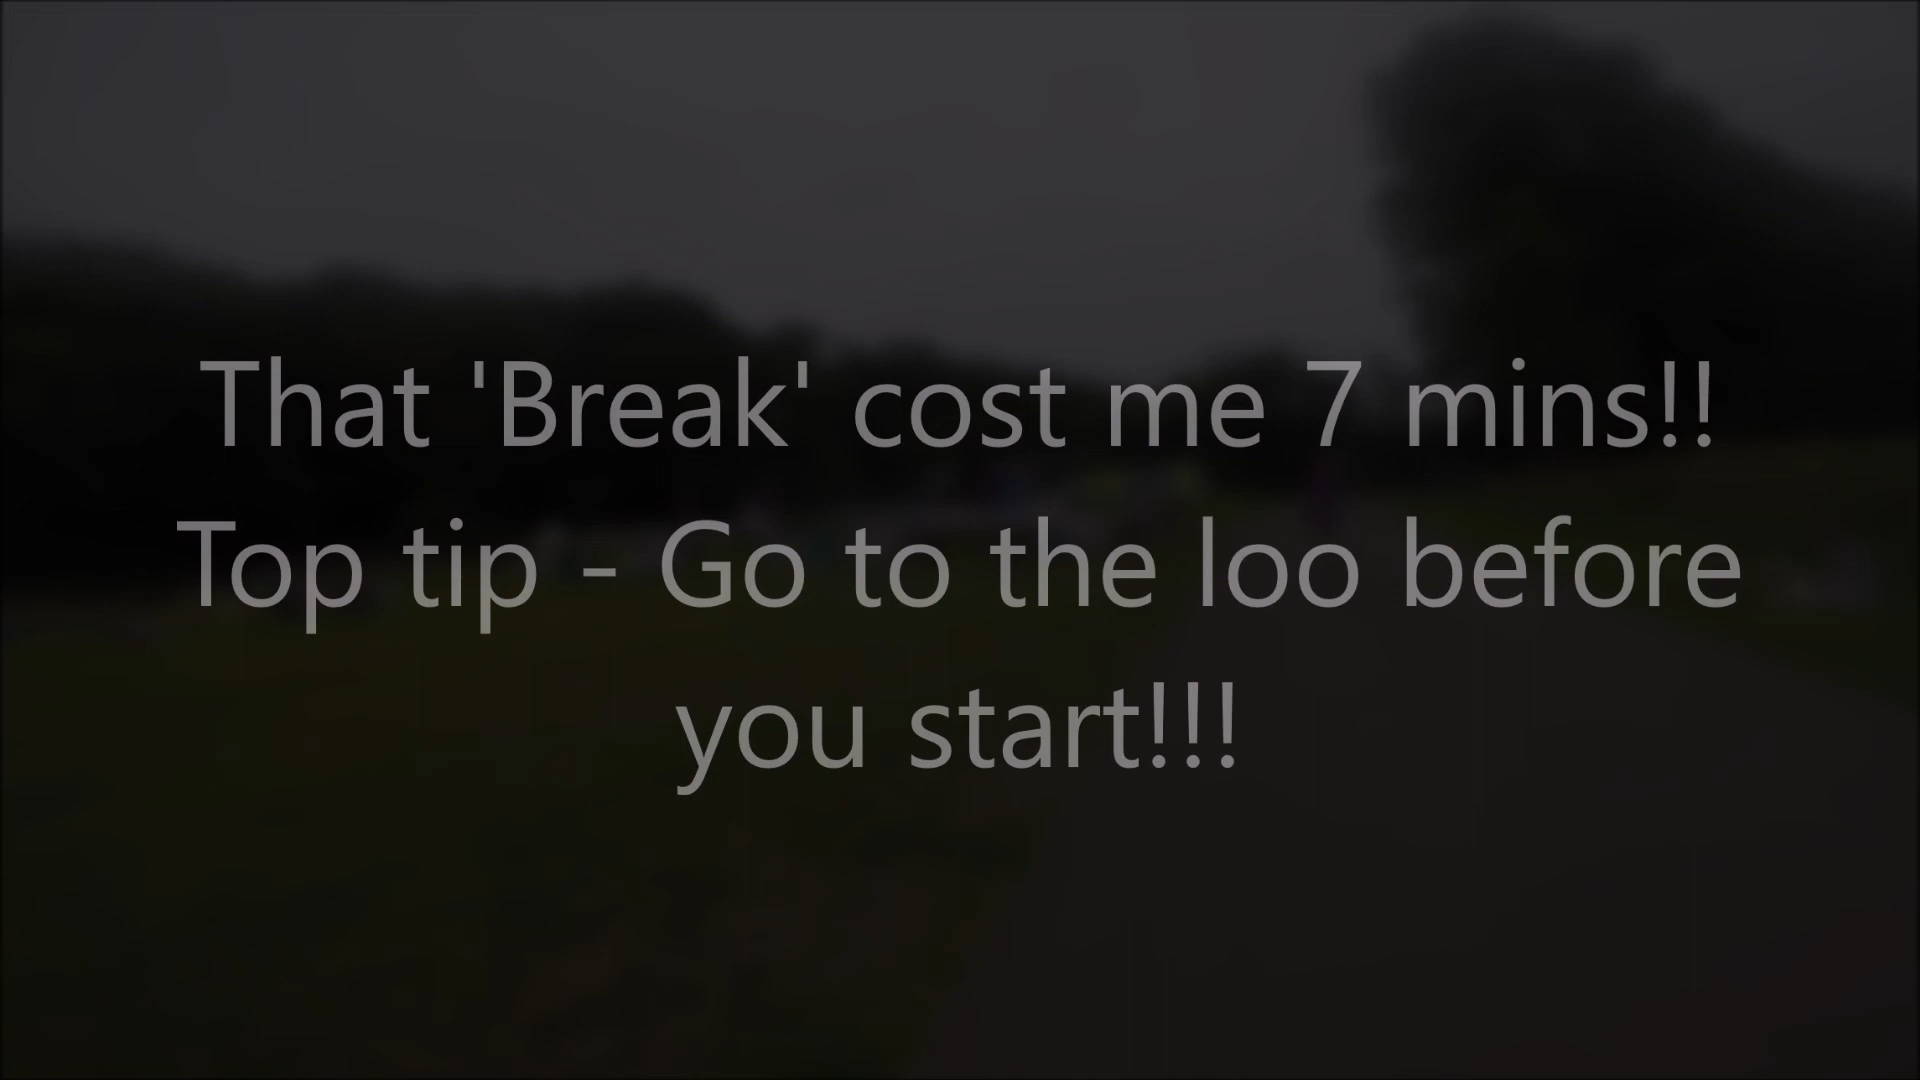 That 'Break' cost me 7 mins!!
Top tip - Go to the loo before
you start!!!